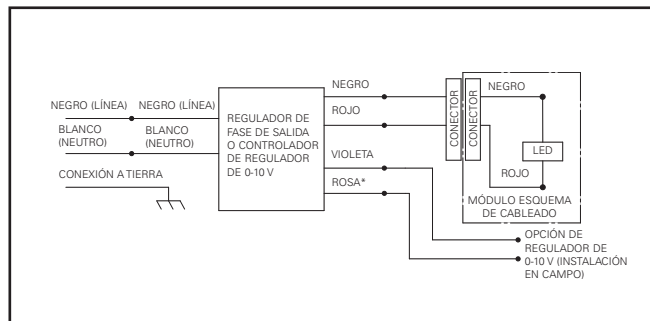 NEGRO (LÍNEA)
NEGRO (LÍNEA)
BLANCO
(NEUTRO)
BLANCO
(NEUTRO)
CONEXIÓN A TIERRA
REGULADOR DE
FASE DE SALIDA
O CONTROLADOR
DE REGULADOR
DE 0-10 V
NEGRO
ROJO
VIOLETA
ROSA*
CONECTOR
CONECTOR
NEGRO
LED
ROJO
MÓDULO ESQUEMA
DE CABLEADO
OPCIÓN DE
REGULADOR DE
0-10 V (INSTALACIÓN
EN CAMPO)